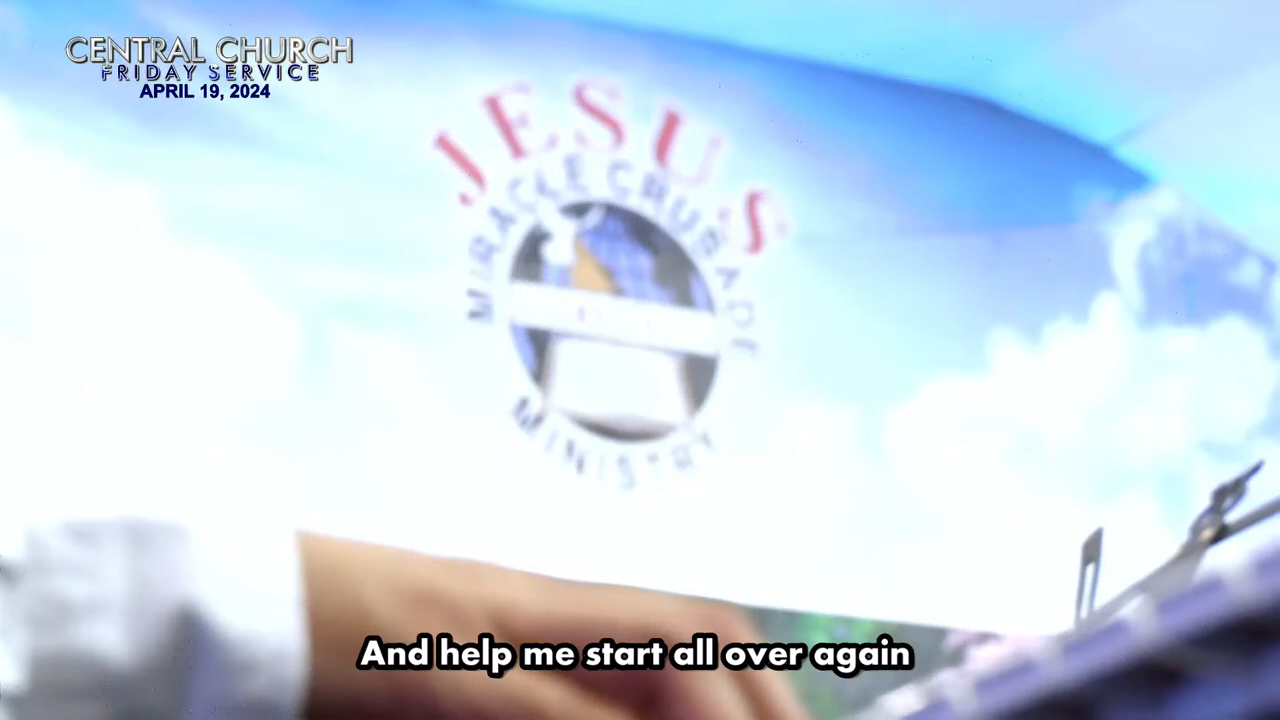 CENTRAL CHURCH
FRIDAY SERVICE
APRIL 19, 2024
JESUS
MIRACLE CRUSADE
MINISTRY
And help me start all over again